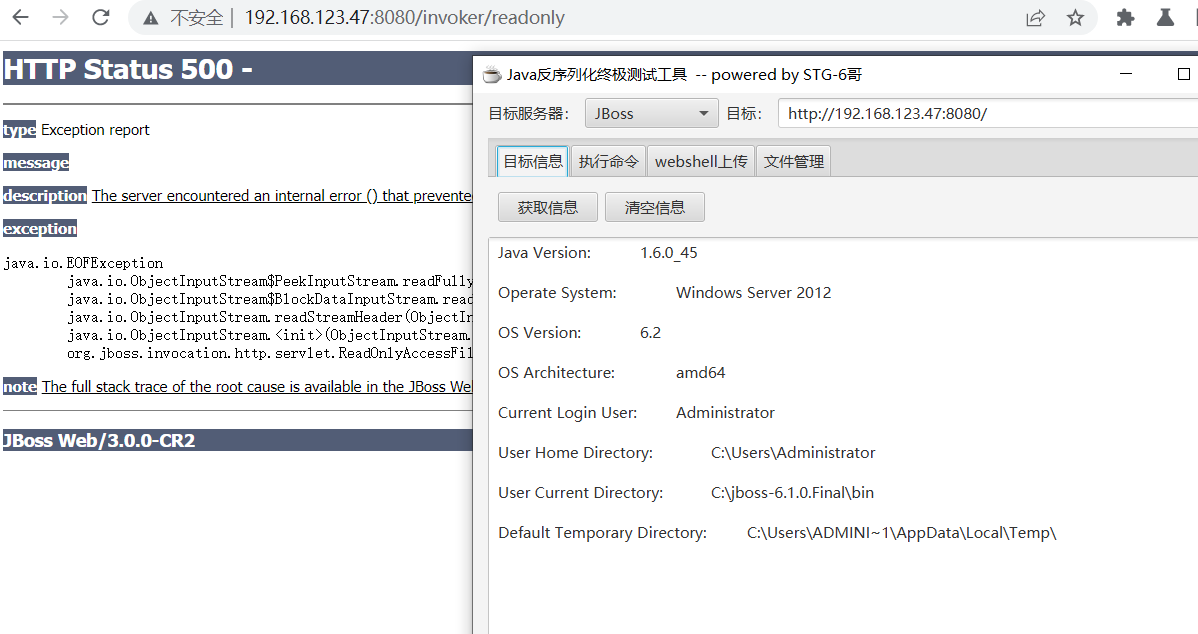 不安全 | 192.168.123.47:8080/invoker/readonly
HTTP Status 500 -
type Exception report
message
description The server encountered an internal error () that prevente
exception
java.io.EOFException
java.io.ObjectInputStream$PeekInputStream.readFully
java.io.ObjectInputStream$BlockDataInputStream.read
java.io.ObjectInputStream.readStreamHeader(ObjectIn
java.io.ObjectInputStream.<init>(ObjectInputStream.
org.jboss.invocation.http.servlet.ReadOnlyAccessFil
note The full stack trace of the root cause is available in the JBoss We
JBoss Web/3.0.0-CR2
Java反序列化终极测试工具 -- powered by STG-6哥
目标服务器: JBoss 目标: http://192.168.123.47:8080/
目标信息 执行命令 webshell上传 文件管理
获取信息 清空信息
Java Version: 1.6.0_45
Operate System: Windows Server 2012
OS Version: 6.2
OS Architecture: amd64
Current Login User: Administrator
User Home Directory: C:\Users\Administrator
User Current Directory: C:\jboss-6.1.0.Final\bin
Default Temporary Directory: C:\Users\ADMINI~1\AppData\Local\Temp\